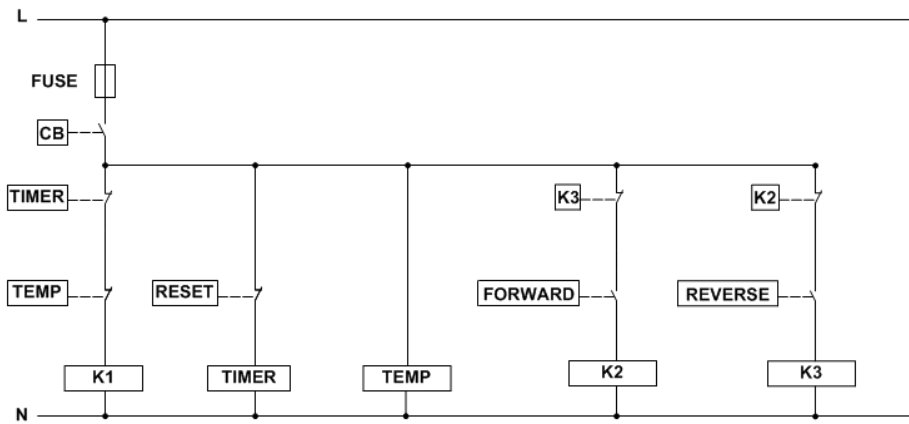 L
FUSE
CB
TIMER
K3
K2
TEMP
RESET
FORWARD
REVERSE
K1
TIMER
TEMP
K2
K3
N